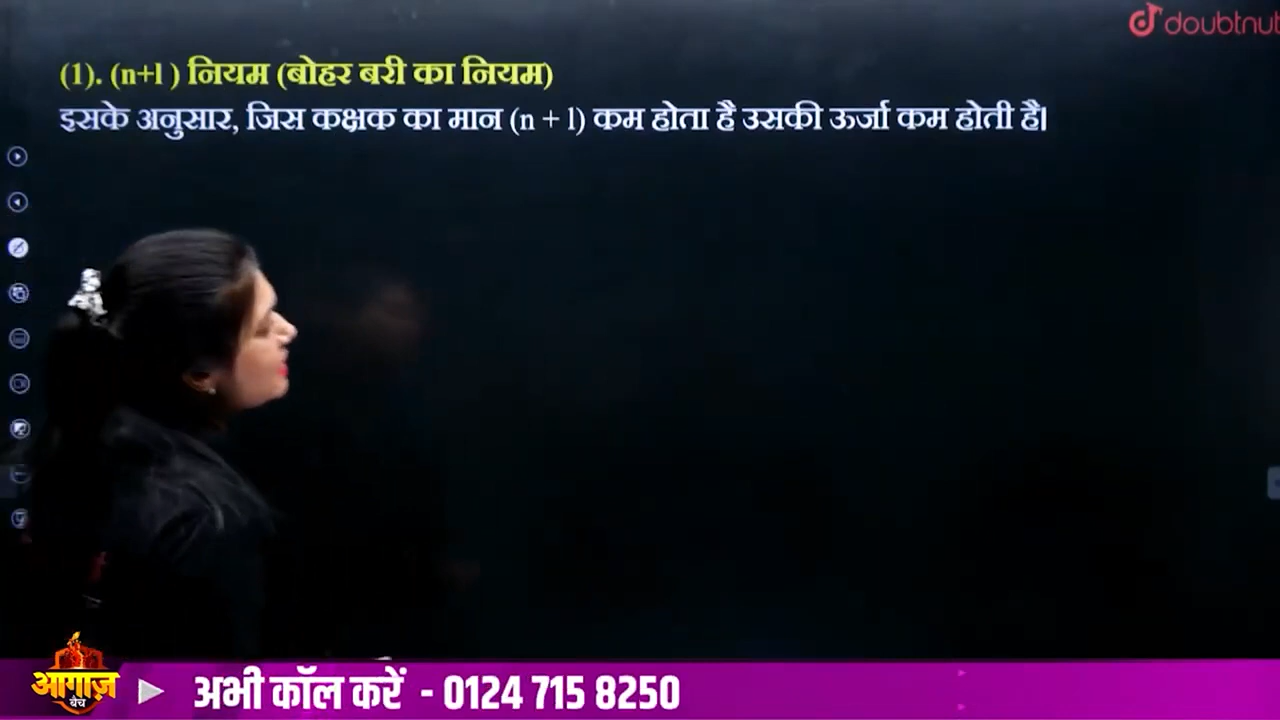 doubtnut
(1). (n+l ) नियम (बोहर बरी का नियम)
इसके अनुसार, जिस कक्षक का मान (n + l) कम होता है उसकी ऊर्जा कम होती है।
आगाज़
बैच
अभी कॉल करें - 0124 715 8250